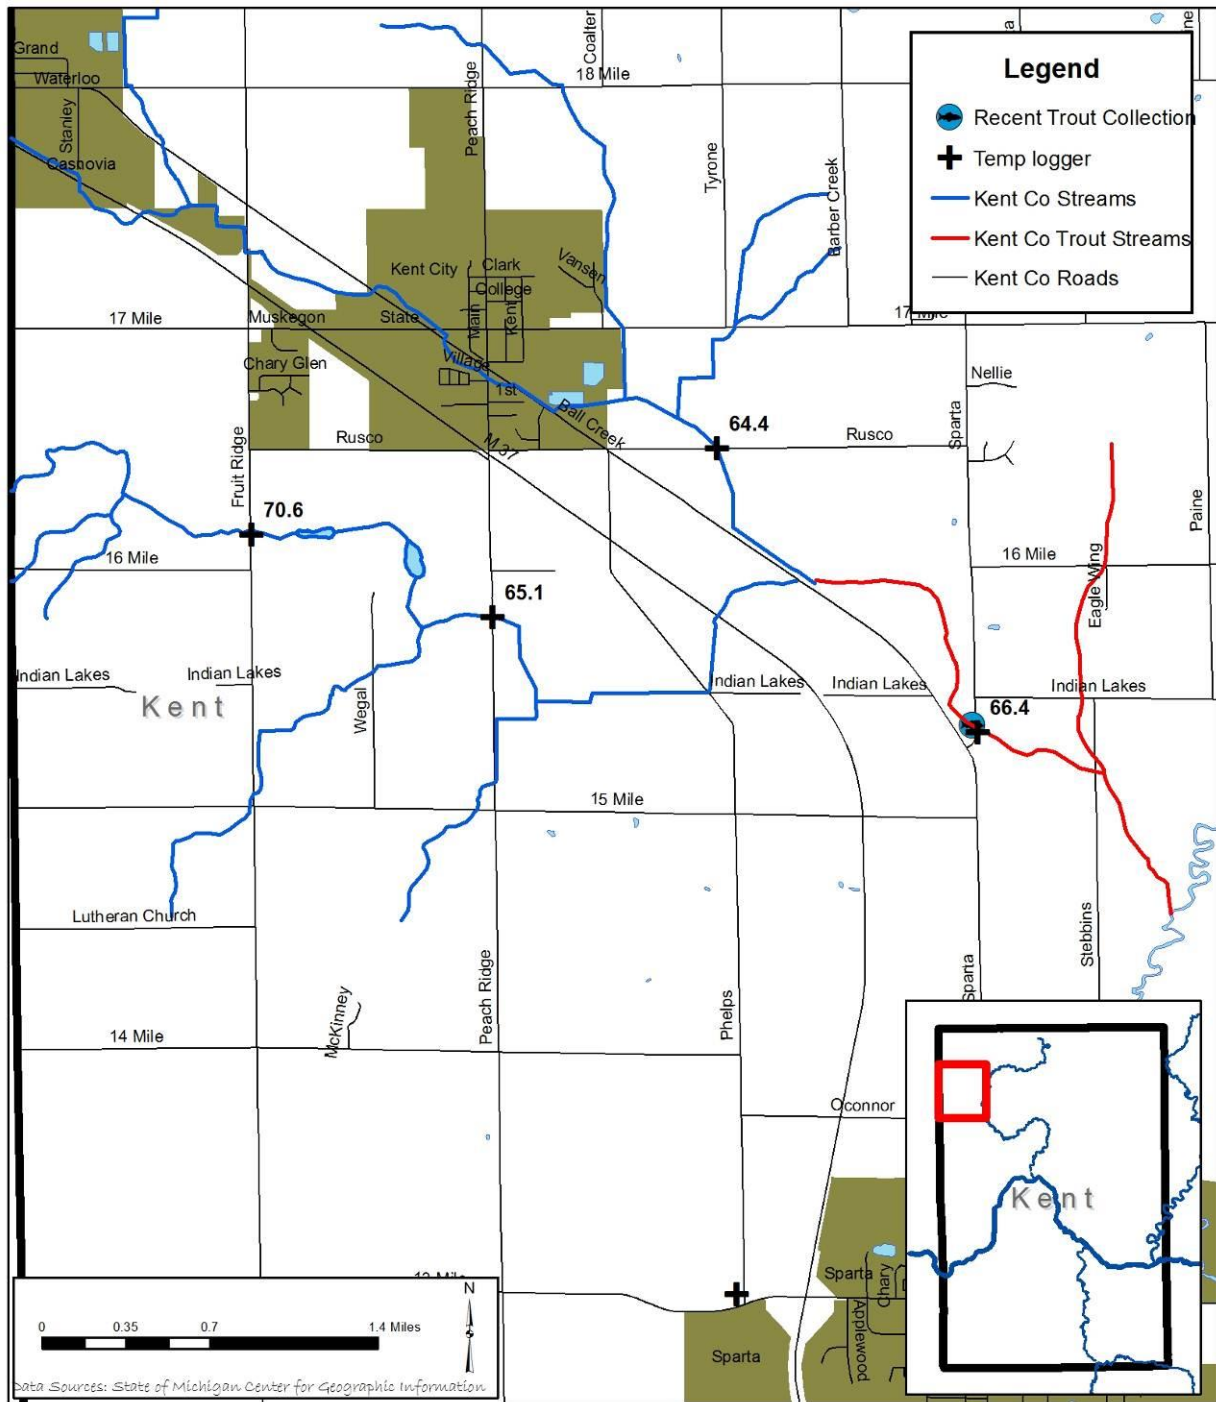 Grand
Waterloo
Stanley
Casnovia
Peach Ridge
Coalter
18 Mile
Tyrone
Barber Creek
Legend
Recent Trout Collection
Temp logger
Kent Co Streams
Kent Co Trout Streams
Kent Co Roads
Kent City
Clark
College
Vansen
Main
Kent
17 Mile
Muskegon
State
Village
1st
Chary Glen
Ball Creek
M 37
Rusco
64.4
Rusco
Sparta
Nellie
Fruit Ridge
70.6
16 Mile
65.1
16 Mile
Eagle Wing
Paine
Indian Lakes
Indian Lakes
Kent
Wegal
Indian Lakes
Indian Lakes
Indian Lakes
66.4
15 Mile
Lutheran Church
Stebbins
Sparta
Peach Ridge
Phelps
McKinney
14 Mile
Oconnor
Kent
Sparta
Chary
Applewood
Sparta
N
0 0.35 0.7 1.4 Miles
Data Sources: State of Michigan Center for Geographic Information